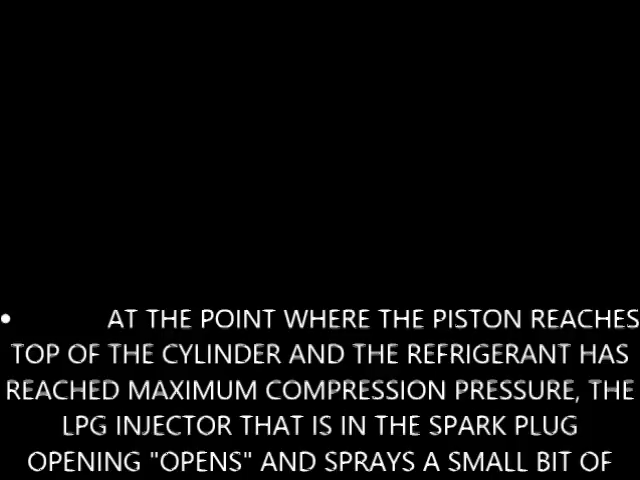 • AT THE POINT WHERE THE PISTON REACHES
TOP OF THE CYLINDER AND THE REFRIGERANT HAS
REACHED MAXIMUM COMPRESSION PRESSURE, THE
LPG INJECTOR THAT IS IN THE SPARK PLUG
OPENING "OPENS" AND SPRAYS A SMALL BIT OF